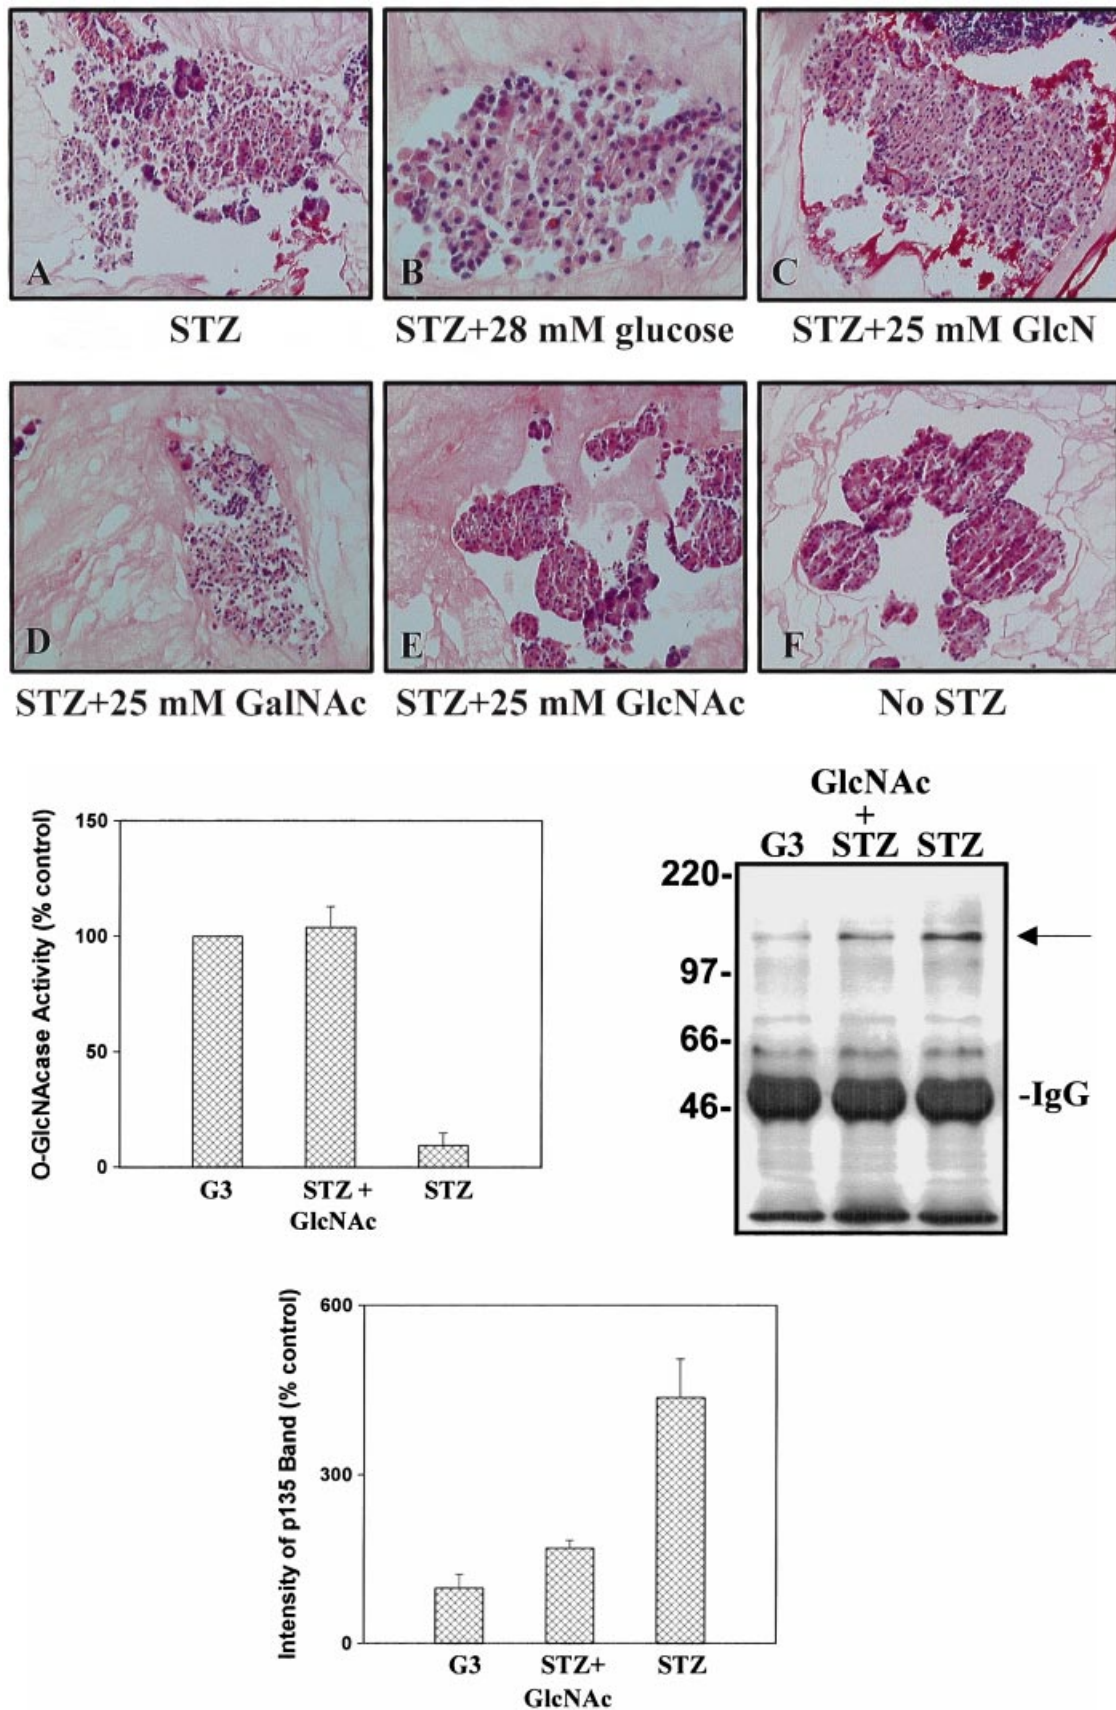 A
B
C
STZ
STZ+28 mM glucose
STZ+25 mM GlcN
D
E
F
STZ+25 mM GalNAc
STZ+25 mM GlcNAc
No STZ
O-GlcNAcase Activity (% control)
150
100
50
0
G3
STZ +
GlcNAc
STZ
GlcNAc
+
G3 STZ STZ
220-
97-
66-
46-
-IgG
Intensity of p135 Band (% control)
600
300
0
G3
STZ+
GlcNAc
STZ